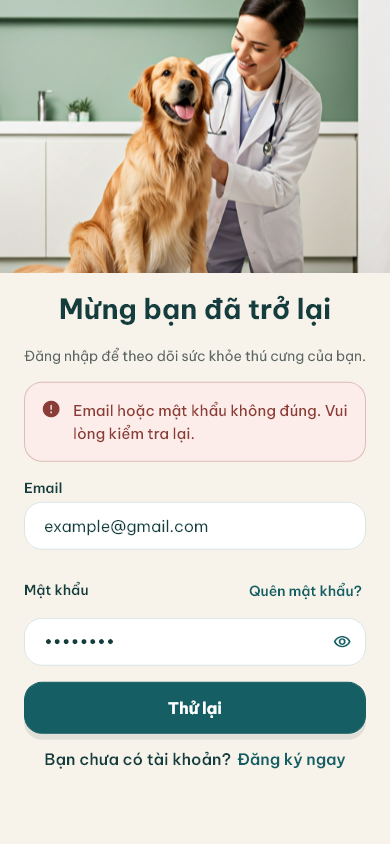 Mừng bạn đã trở lại
Đăng nhập để theo dõi sức khỏe thú cưng của bạn.
Email hoặc mật khẩu không đúng. Vui
lòng kiểm tra lại.
Email
example@gmail.com
Mật khẩu
Quên mật khẩu?
••••••••
Thử lại
Bạn chưa có tài khoản? Đăng ký ngay